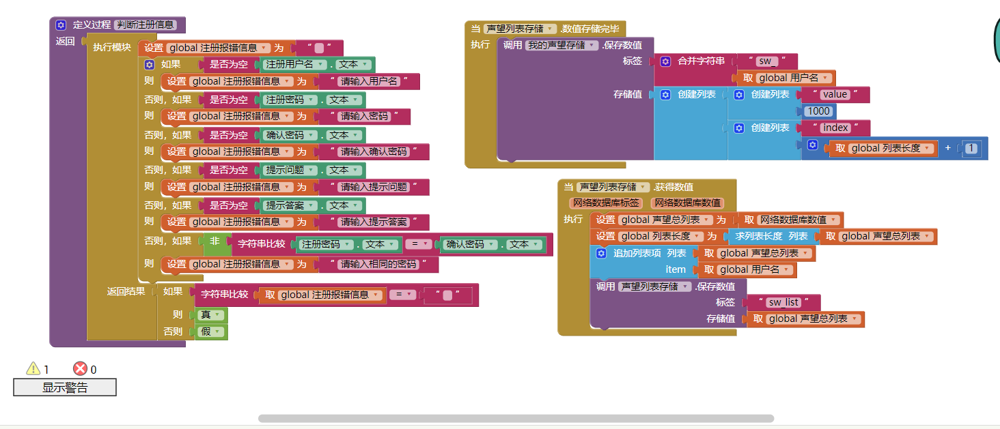 定义过程 判断注册信息
返回
执行模块 设置 global 注册报错信息 为 “ ”
如果 是否为空 注册用户名 . 文本
则 设置 global 注册报错信息 为 “ 请输入用户名 ”
否则，如果 是否为空 注册密码 . 文本
则 设置 global 注册报错信息 为 “ 请输入密码 ”
否则，如果 是否为空 确认密码 . 文本
则 设置 global 注册报错信息 为 “ 请输入确认密码 ”
否则，如果 是否为空 提示问题 . 文本
则 设置 global 注册报错信息 为 “ 请输入提示问题 ”
否则，如果 是否为空 提示答案 . 文本
则 设置 global 注册报错信息 为 “ 请输入提示答案 ”
否则，如果 非 字符串比较 注册密码 . 文本 = 确认密码 . 文本
则 设置 global 注册报错信息 为 “ 请输入相同的密码 ”
返回结果 如果 字符串比较 取 global 注册报错信息 = “ ”
则 真
否则 假
当 声望列表存储 .数值存储完毕
执行 调用 我的声望存储 .保存数值
标签 合并字符串 “ sw_ ”
取 global 用户名
存储值 创建列表 创建列表 “ value ”
1000
创建列表 “ index ”
取 global 列表长度 + 1
当 声望列表存储 .获得数值
网络数据库标签 网络数据库数值
执行 设置 global 声望总列表 为 取 网络数据库数值
设置 global 列表长度 为 求列表长度 列表 取 global 声望总列表
追加列表项 列表 取 global 声望总列表
item 取 global 用户名
调用 声望列表存储 .保存数值
标签 “ sw_list ”
存储值 取 global 声望总列表
1 0
显示警告